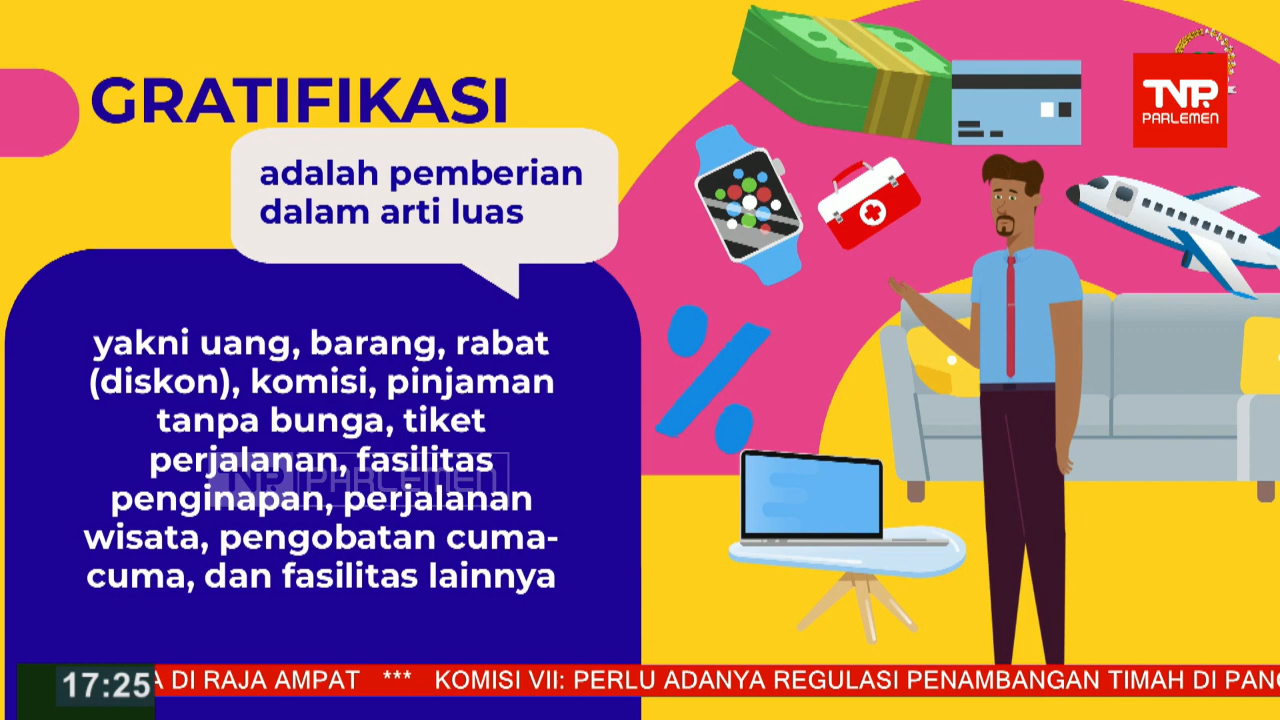 GRATIFIKASI
adalah pemberian
dalam arti luas
yakni uang, barang, rabat
(diskon), komisi, pinjaman
tanpa bunga, tiket
perjalanan, fasilitas
penginapan, perjalanan
wisata, pengobatan cuma-
cuma, dan fasilitas lainnya
TVR
PARLEMEN
TVR PARLEMEN
17:25
A DI RAJA AMPAT *** KOMISI VII: PERLU ADANYA REGULASI PENAMBANGAN TIMAH DI PANG